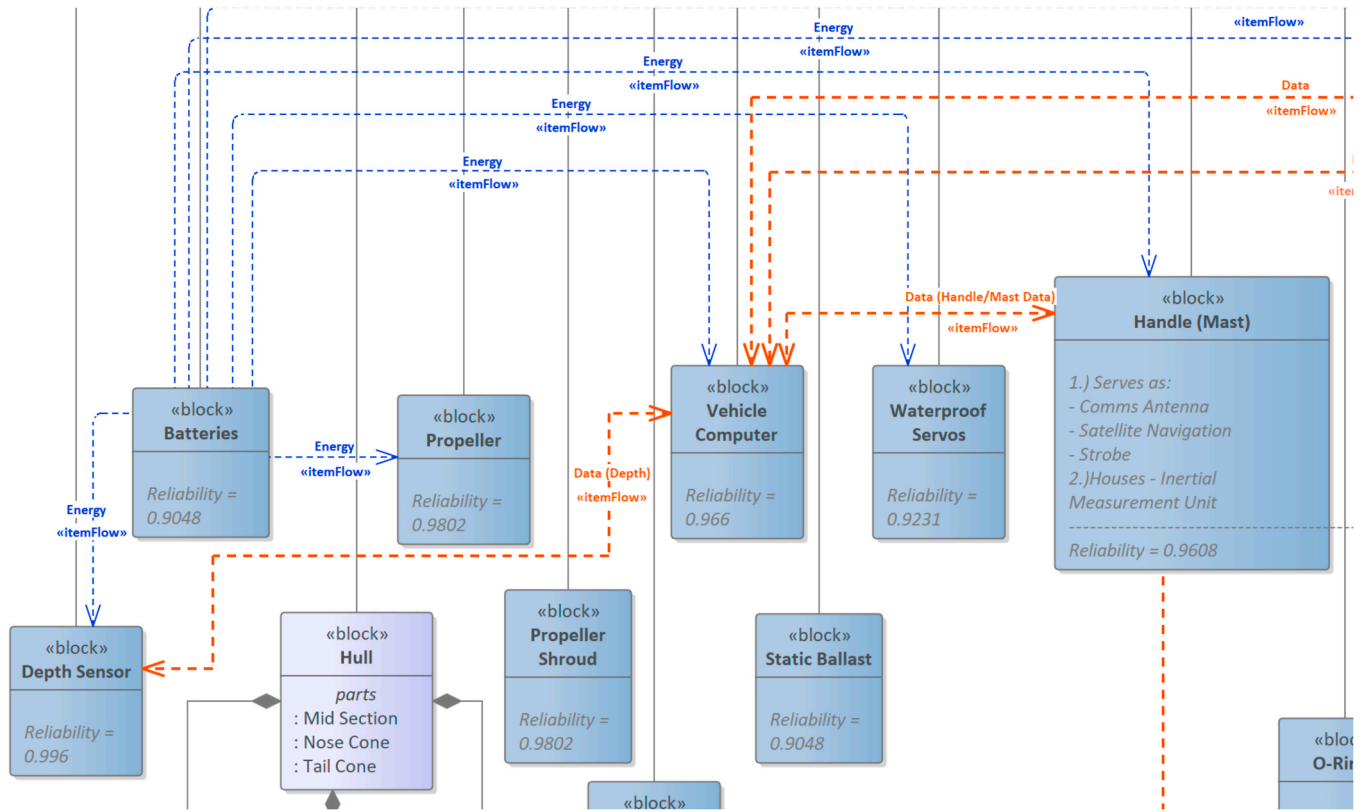 «itemFlow»
Energy
«itemFlow»
Energy
«itemFlow»
Data
«itemFlow»
Energy
«itemFlow»
Energy
«itemFlow»
Data (Handle/Mast Data)
«itemFlow»
«block»
Handle (Mast)
1.) Serves as:
- Comms Antenna
- Satellite Navigation
- Strobe
2.)Houses - Inertial
Measurement Unit
Reliability = 0.9608
«block»
Batteries
Reliability =
0.9048
«block»
Propeller
Reliability =
0.9802
«block»
Vehicle
Computer
Reliability =
0.966
«block»
Waterproof
Servos
Reliability =
0.9231
Energy
«itemFlow»
Data (Depth)
«itemFlow»
Energy
«itemFlow»
«block»
Depth Sensor
Reliability =
0.996
«block»
Hull
parts
: Mid Section
: Nose Cone
: Tail Cone
«block»
Propeller
Shroud
Reliability =
0.9802
«block»
Static Ballast
Reliability =
0.9048
«block»